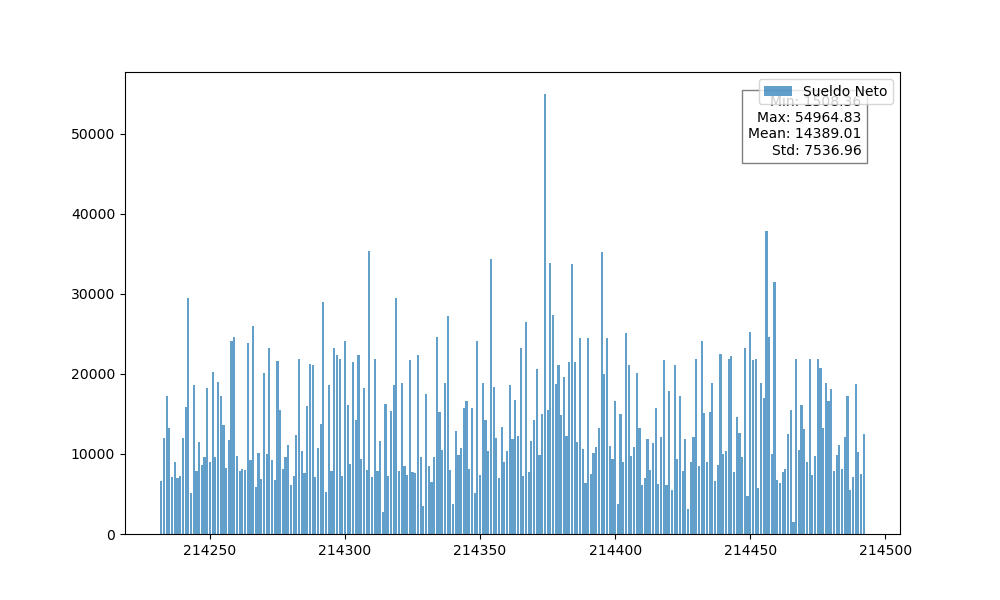 Sueldo Neto
Min: 1508.36
Max: 54964.83
Mean: 14389.01
Std: 7536.96
50000
40000
30000
20000
10000
0
214250 214300 214350 214400 214450 214500